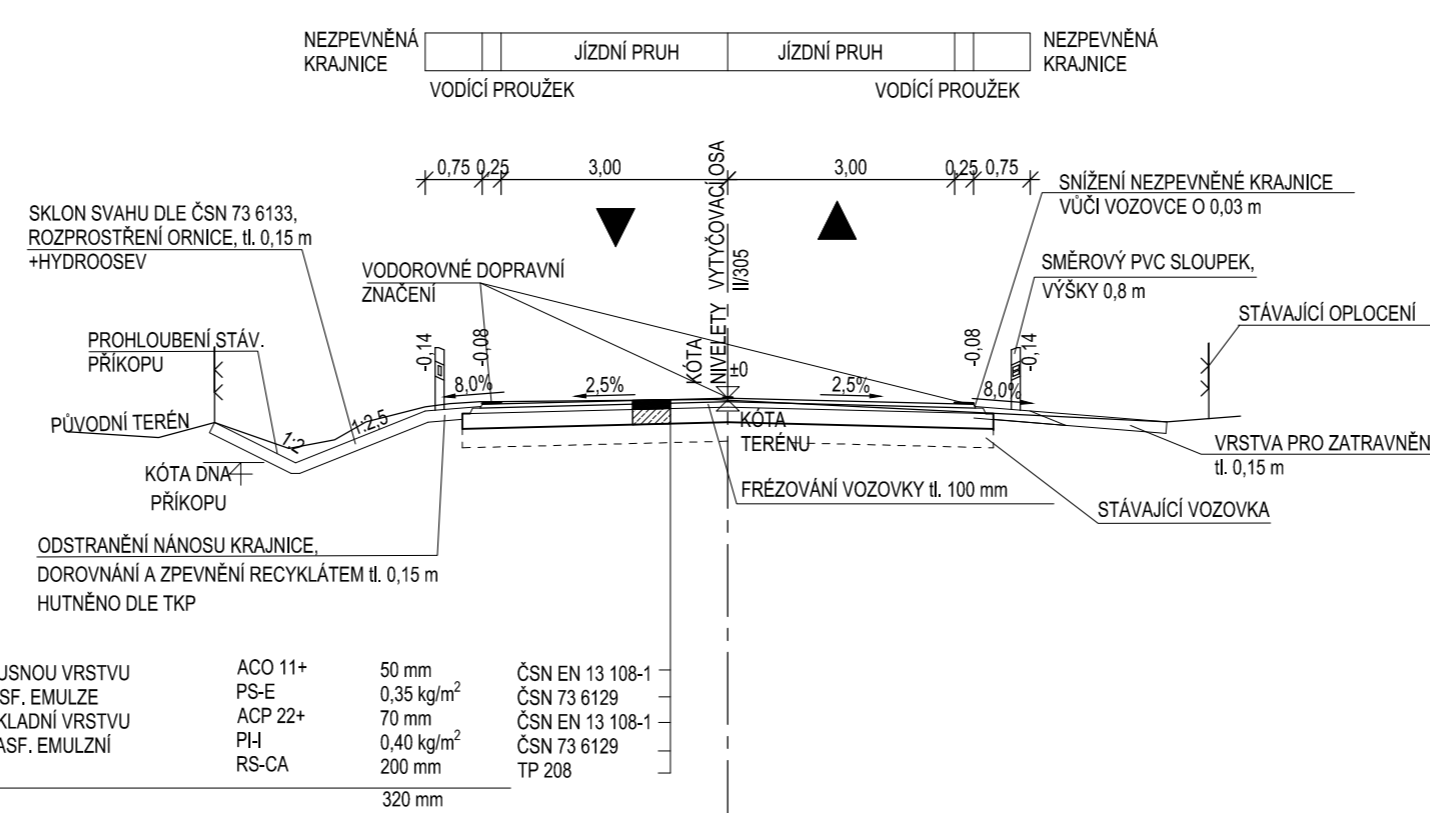 NEZPEVNĚNÁ
KRAJNICE
JÍZDNÍ PRUH
JÍZDNÍ PRUH
NEZPEVNĚNÁ
KRAJNICE
VODÍCÍ PROUŽEK
VODÍCÍ PROUŽEK
0,75
0,25
3,00
3,00
0,25
0,75
KÓTA
NIVELETY VYTYČOVACÍ OSA
II/305
SNÍŽENÍ NEZPEVNĚNÉ KRAJNICE
VŮČI VOZOVCE O 0,03 m
SKLON SVAHU DLE ČSN 73 6133,
ROZPROSTŘENÍ ORNICE, tl. 0,15 m
+HYDROOSEV
VODOROVNÉ DOPRAVNÍ
ZNAČENÍ
SMĚROVÝ PVC SLOUPEK,
VÝŠKY 0,8 m
STÁVAJÍCÍ OPLOCENÍ
PROHLOUBENÍ STÁV.
PŘÍKOPU
-0,14
-0,08
±0
-0,08
-0,14
8,0%
2,5%
2,5%
8,0%
PŮVODNÍ TERÉN
1:2
1:2,5
KÓTA
TERÉNU
VRSTVA PRO ZATRAVNĚN
tl. 0,15 m
KÓTA DNA
PŘÍKOPU
FRÉZOVÁNÍ VOZOVKY tl. 100 mm
STÁVAJÍCÍ VOZOVKA
ODSTRANĚNÍ NÁNOSU KRAJNICE,
DOROVNÁNÍ A ZPEVNĚNÍ RECYKLÁTEM tl. 0,15 m
HUTNĚNO DLE TKP
USNOU VRSTVU ACO 11+ 50 mm ČSN EN 13 108-1
SF. EMULZE PS-E 0,35 kg/m² ČSN 73 6129
KLADNÍ VRSTVU ACP 22+ 70 mm ČSN EN 13 108-1
ASF. EMULZNÍ PI-I 0,40 kg/m² ČSN 73 6129
RS-CA 200 mm TP 208
320 mm